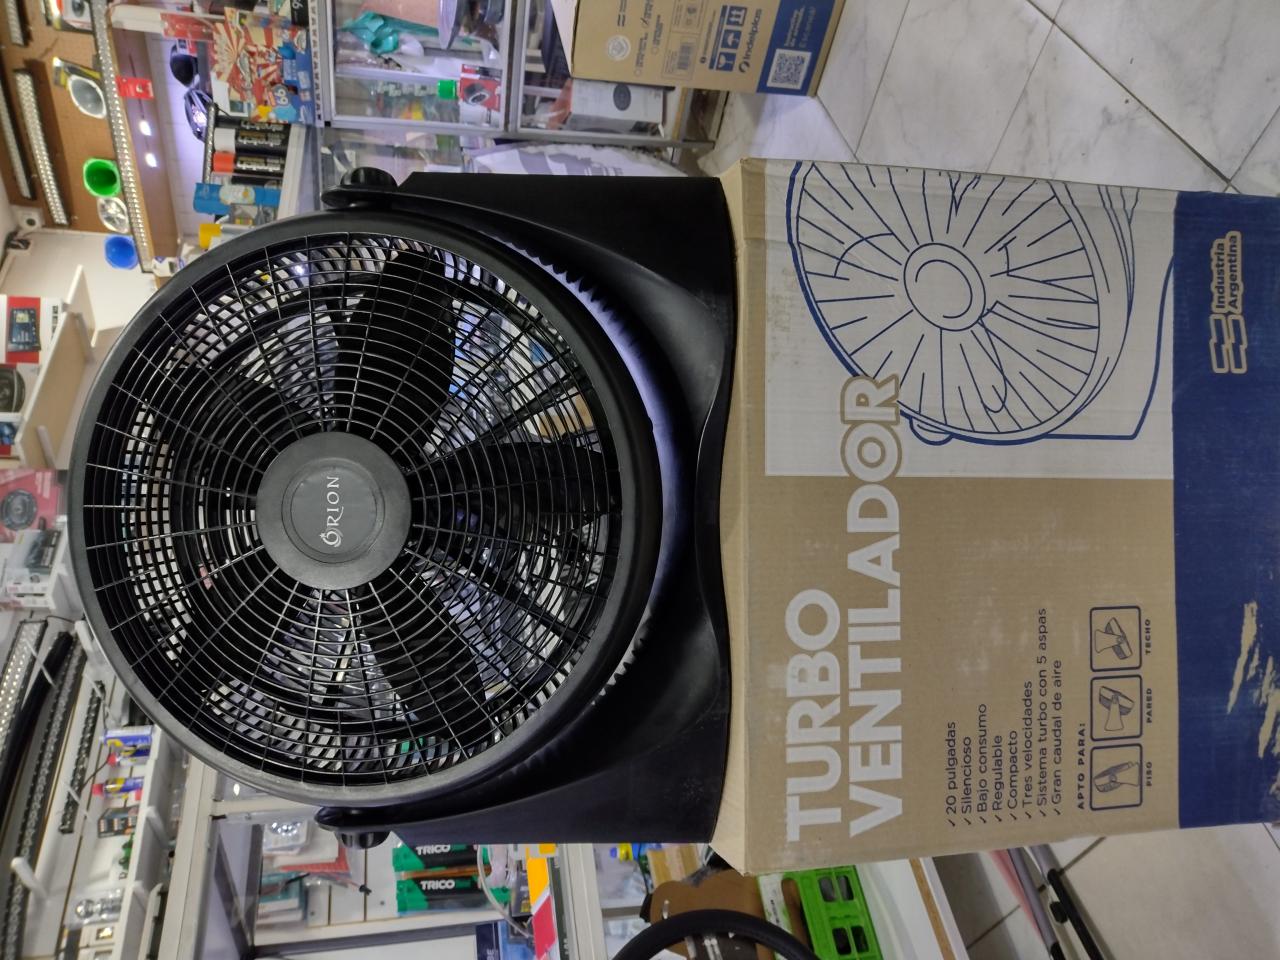 ORION
TURBO
VENTILADOR
✓ 20 pulgadas
✓ Silencioso
✓ Bajo consumo
✓ Regulable
✓ Compacto
✓ Tres velocidades
✓ Sistema turbo con 5 aspas
✓ Gran caudal de aire
APTO PARA:
PISO
PARED
TECHO
Industria
Argentina
Indelplas
TRICO
TRICO